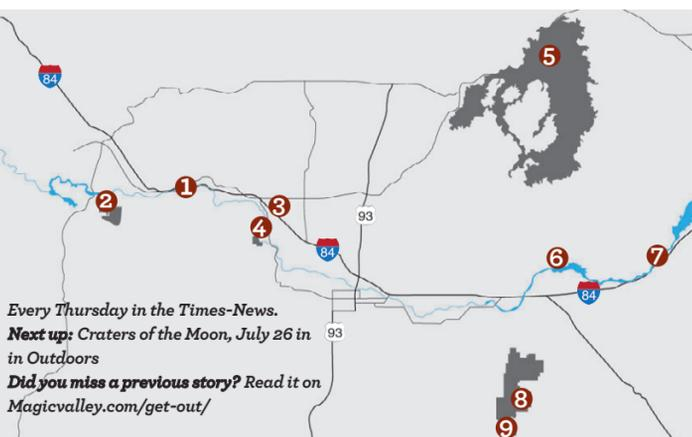 84
5
1
2
3
4
93
84
6
7
84
Every Thursday in the Times-News.
Next up: Craters of the Moon, July 26 in
in Outdoors
Did you miss a previous story? Read it on
Magicvalley.com/get-out/
93
8
9